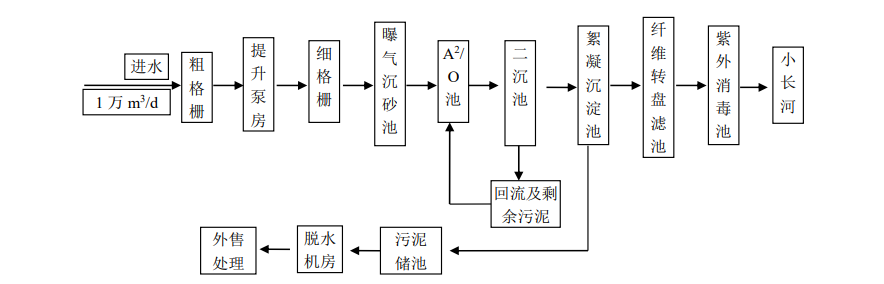 进水
1 万 m³/d
粗格栅
提升泵房
细格栅
曝气沉砂池
A²/O池
二沉池
絮凝沉淀池
纤维转盘滤池
紫外消毒池
小长河
回流及剩
余污泥
外售
处理
脱水
机房
污泥
储池